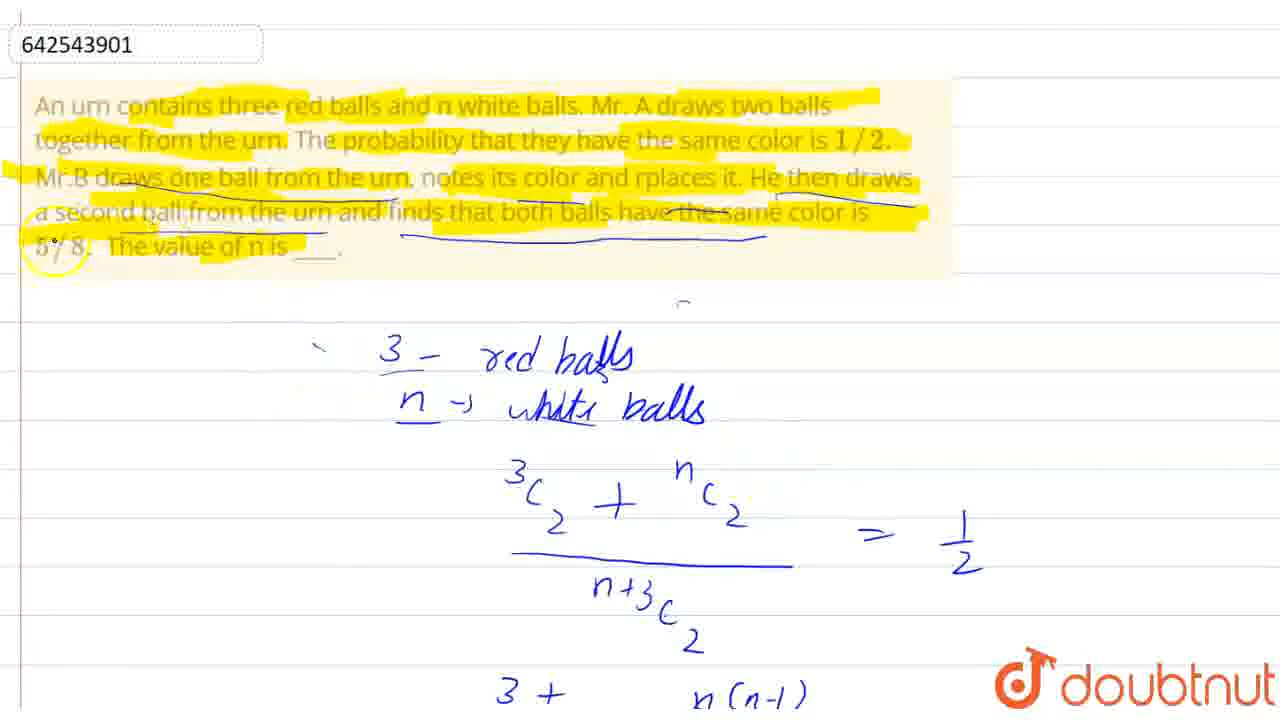 642543901
An urn contains three red balls and n white balls. Mr. A draws two balls
together from the urn. The probability that they have the same color is 1/2.
Mr.B draws one ball from the urn, notes its color and rplaces it. He then draws
a second ball from the urn and finds that both balls have the same color is
5/8. The value of n is ___.
3 - red balls
n → white balls
³C₂ + ⁿC₂
= 1/2
ⁿ⁺³C₂
3 + n(n-1)
doubtnut